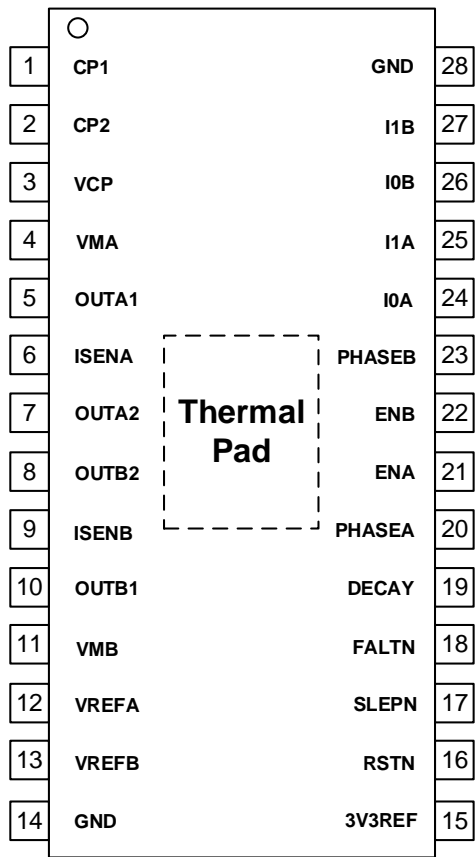 1 CP1 GND 28
2 CP2 I1B 27
3 VCP I0B 26
4 VMA I1A 25
5 OUTA1 I0A 24
6 ISENA PHASEB 23
7 OUTA2 ENB 22
8 OUTB2 ENA 21
9 ISENB PHASEA 20
10 OUTB1 DECAY 19
11 VMB FALTN 18
12 VREFA SLEPN 17
13 VREFB RSTN 16
14 GND 3V3REF 15
Thermal
Pad